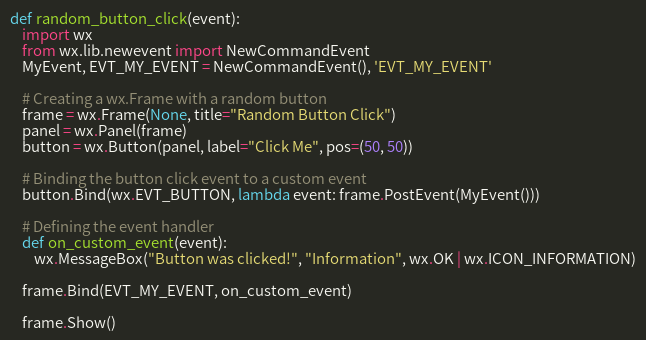 def random_button_click(event):
    import wx
    from wx.lib.newevent import NewCommandEvent
    MyEvent, EVT_MY_EVENT = NewCommandEvent(), 'EVT_MY_EVENT'

    # Creating a wx.Frame with a random button
    frame = wx.Frame(None, title="Random Button Click")
    panel = wx.Panel(frame)
    button = wx.Button(panel, label="Click Me", pos=(50, 50))

    # Binding the button click event to a custom event
    button.Bind(wx.EVT_BUTTON, lambda event: frame.PostEvent(MyEvent()))

    # Defining the event handler
    def on_custom_event(event):
        wx.MessageBox("Button was clicked!", "Information", wx.OK | wx.ICON_INFORMATION)

    frame.Bind(EVT_MY_EVENT, on_custom_event)

    frame.Show()